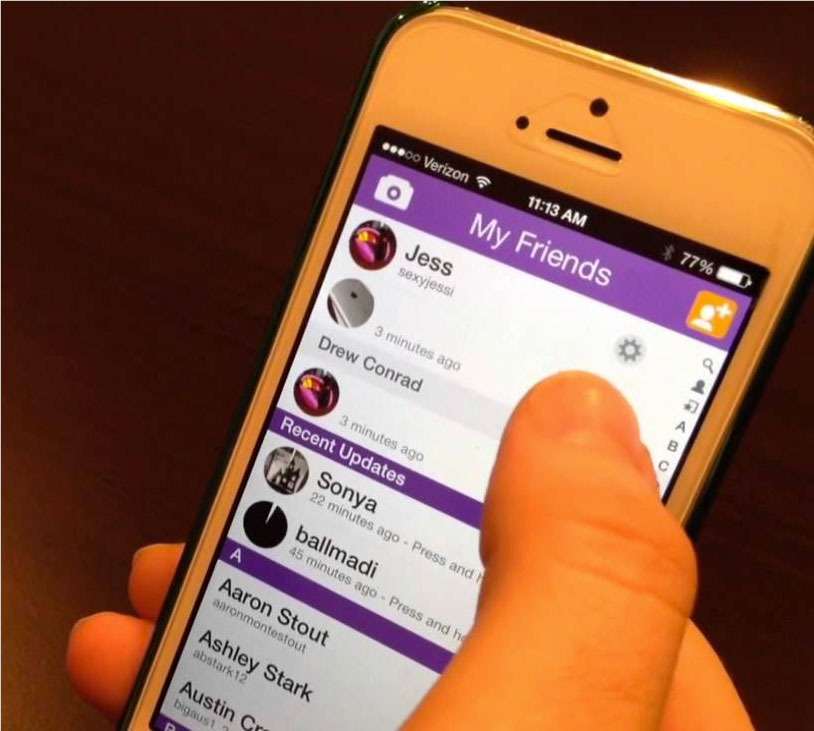 Verizon
11:13 AM
77%
My Friends
Jess
sexyjessi
3 minutes ago
Drew Conrad
3 minutes ago
Recent Updates
Sonya
22 minutes ago - Press and
ballmadi
45 minutes ago - Press and
A
Aaron Stout
aaronmontestout
Ashley Stark
abstark12
Austin
A
B
C